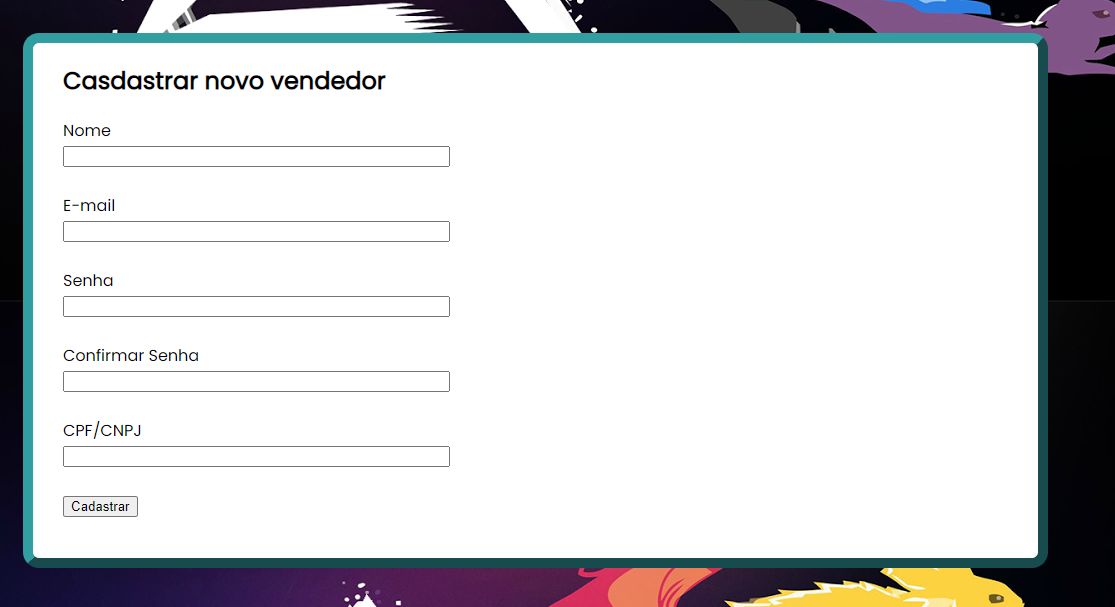 Casdastrar novo vendedor
Nome
E-mail
Senha
Confirmar Senha
CPF/CNPJ
Cadastrar